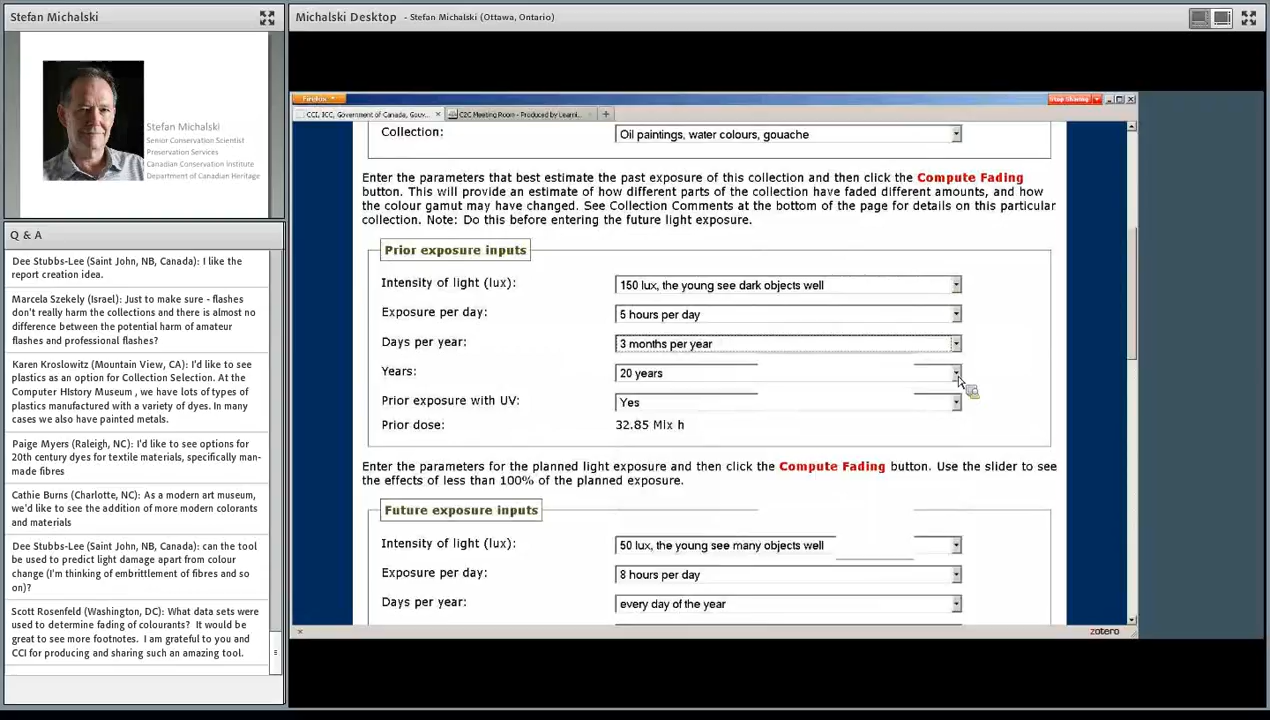 Stefan Michalski
Stefan Michalski
Senior Conservation Scientist
Preservation Services
Canadian Conservation Institute
Department of Canadian Heritage
Q & A
Dee Stubbs-Lee (Saint John, NB, Canada): I like the
report creation idea.
Marcela Szekely (Israel): Just to make sure - flashes
don't really harm the collections and there is almost no
difference between the potential harm of amateur
flashes and professional flashes?
Karen Kroslowitz (Mountain View, CA): I'd like to see
plastics as an option for Collection Selection. At the
Computer HIstory Museum , we have lots of types of
plastics manufactured with a variety of dyes. In many
cases we also have painted metals.
Paige Myers (Raleigh, NC): I'd like to see options for
20th century dyes for textile materials, specifically man-
made fibres
Cathie Burns (Charlotte, NC): As a modern art museum,
we'd like to see the addition of more modern colorants
and materials
Dee Stubbs-Lee (Saint John, NB, Canada): can the tool
be used to predict light damage apart from colour
change (I'm thinking of embrittlement of fibres and so
on)?
Scott Rosenfeld (Washington, DC): What data sets were
used to determine fading of colourants? It would be
great to see more footnotes. I am grateful to you and
CCI for producing and sharing such an amazing tool.
Michalski Desktop - Stefan Michalski (Ottawa, Ontario)
Firefox
Stop Sharing
CCI, ICC, Government of Canada, Gouv...
C2C Meeting Room - Produced by Learni...
Collection: Oil paintings, water colours, gouache
Enter the parameters that best estimate the past exposure of this collection and then click the Compute Fading
button. This will provide an estimate of how different parts of the collection have faded different amounts, and how
the colour gamut may have changed. See Collection Comments at the bottom of the page for details on this particular
collection. Note: Do this before entering the future light exposure.
Prior exposure inputs
Intensity of light (lux): 150 lux, the young see dark objects well
Exposure per day: 5 hours per day
Days per year: 3 months per year
Years: 20 years
Prior exposure with UV: Yes
Prior dose: 32.85 Mlx h
Enter the parameters for the planned light exposure and then click the Compute Fading button. Use the slider to see
the effects of less than 100% of the planned exposure.
Future exposure inputs
Intensity of light (lux): 50 lux, the young see many objects well
Exposure per day: 8 hours per day
Days per year: every day of the year
zotero